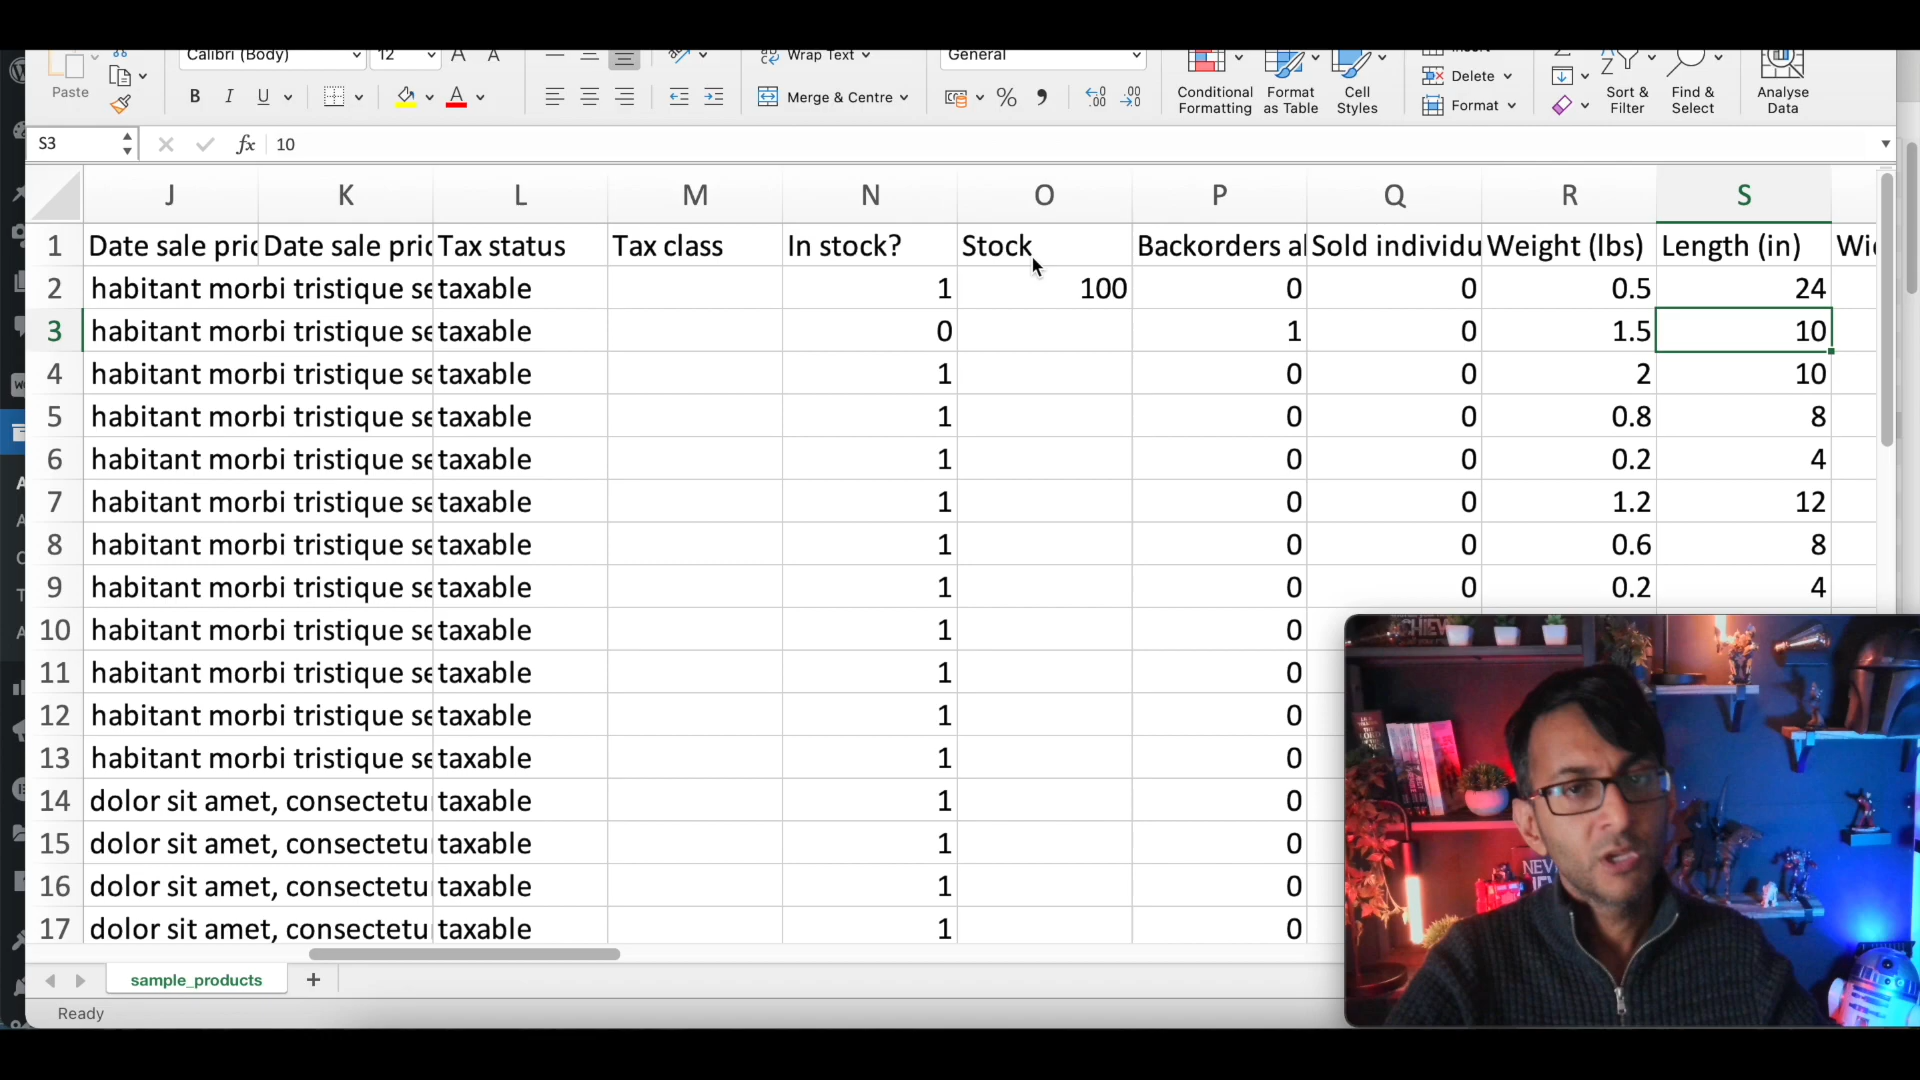 Calibri (Body) 12 Wrap Text General
Paste B I U Merge & Centre % Conditional Formatting Format as Table Cell Styles Delete Format Sort & Filter Find & Select Analyse Data
S3 fx 10
J K L M N O P Q R S
1 Date sale pric Date sale pric Tax status Tax class In stock? Stock Backorders al Sold individu Weight (lbs) Length (in) Wi
2 habitant morbi tristique se taxable 1 100 0 0 0.5 24
3 habitant morbi tristique se taxable 0 1 0 1.5 10
4 habitant morbi tristique se taxable 1 0 0 2 10
5 habitant morbi tristique se taxable 1 0 0 0.8 8
6 habitant morbi tristique se taxable 1 0 0 0.2 4
7 habitant morbi tristique se taxable 1 0 0 1.2 12
8 habitant morbi tristique se taxable 1 0 0 0.6 8
9 habitant morbi tristique se taxable 1 0 0 0.2 4
10 habitant morbi tristique se taxable 1 0
11 habitant morbi tristique se taxable 1 0
12 habitant morbi tristique se taxable 1 0
13 habitant morbi tristique se taxable 1 0
14 dolor sit amet, consectetu taxable 1 0
15 dolor sit amet, consectetu taxable 1 0
16 dolor sit amet, consectetu taxable 1 0
17 dolor sit amet, consectetu taxable 1 0
sample_products +
Ready